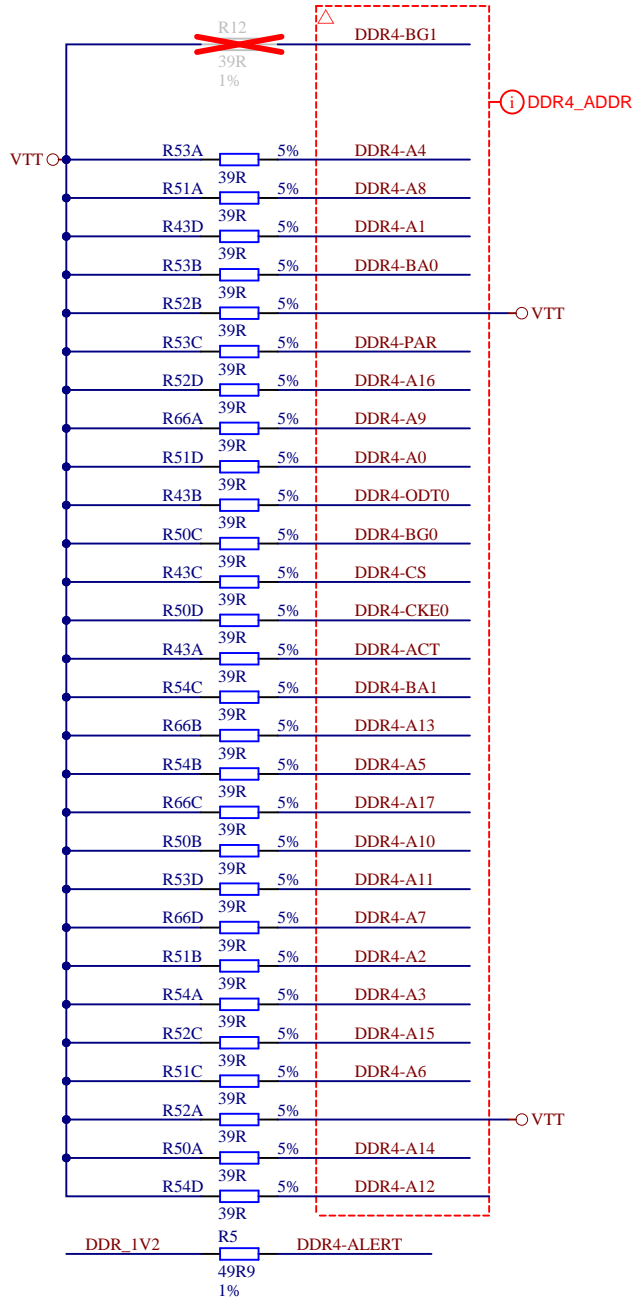 R12 DDR4-BG1
39R
1%
i DDR4_ADDR
VTT R53A 5% DDR4-A4
39R
R51A 5% DDR4-A8
39R
R43D 5% DDR4-A1
39R
R53B 5% DDR4-BA0
39R
R52B 5% VTT
39R
R53C 5% DDR4-PAR
39R
R52D 5% DDR4-A16
39R
R66A 5% DDR4-A9
39R
R51D 5% DDR4-A0
39R
R43B 5% DDR4-ODT0
39R
R50C 5% DDR4-BG0
39R
R43C 5% DDR4-CS
39R
R50D 5% DDR4-CKE0
39R
R43A 5% DDR4-ACT
39R
R54C 5% DDR4-BA1
39R
R66B 5% DDR4-A13
39R
R54B 5% DDR4-A5
39R
R66C 5% DDR4-A17
39R
R50B 5% DDR4-A10
39R
R53D 5% DDR4-A11
39R
R66D 5% DDR4-A7
39R
R51B 5% DDR4-A2
39R
R54A 5% DDR4-A3
39R
R52C 5% DDR4-A15
39R
R51C 5% DDR4-A6
39R
R52A 5% VTT
39R
R50A 5% DDR4-A14
39R
R54D 5% DDR4-A12
39R
DDR_1V2 R5 DDR4-ALERT
49R9
1%